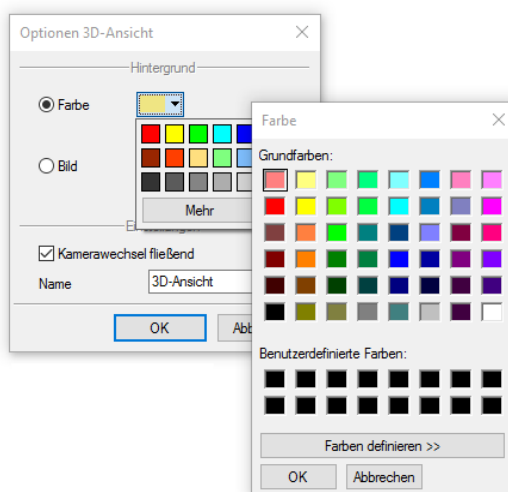 Optionen 3D-Ansicht
Hintergrund
Farbe
Bild
Mehr
Kamerawechsel fließend
Name
3D-Ansicht
OK
Farbe
Grundfarben:
Benutzerdefinierte Farben:
Farben definieren >>
OK
Abbrechen